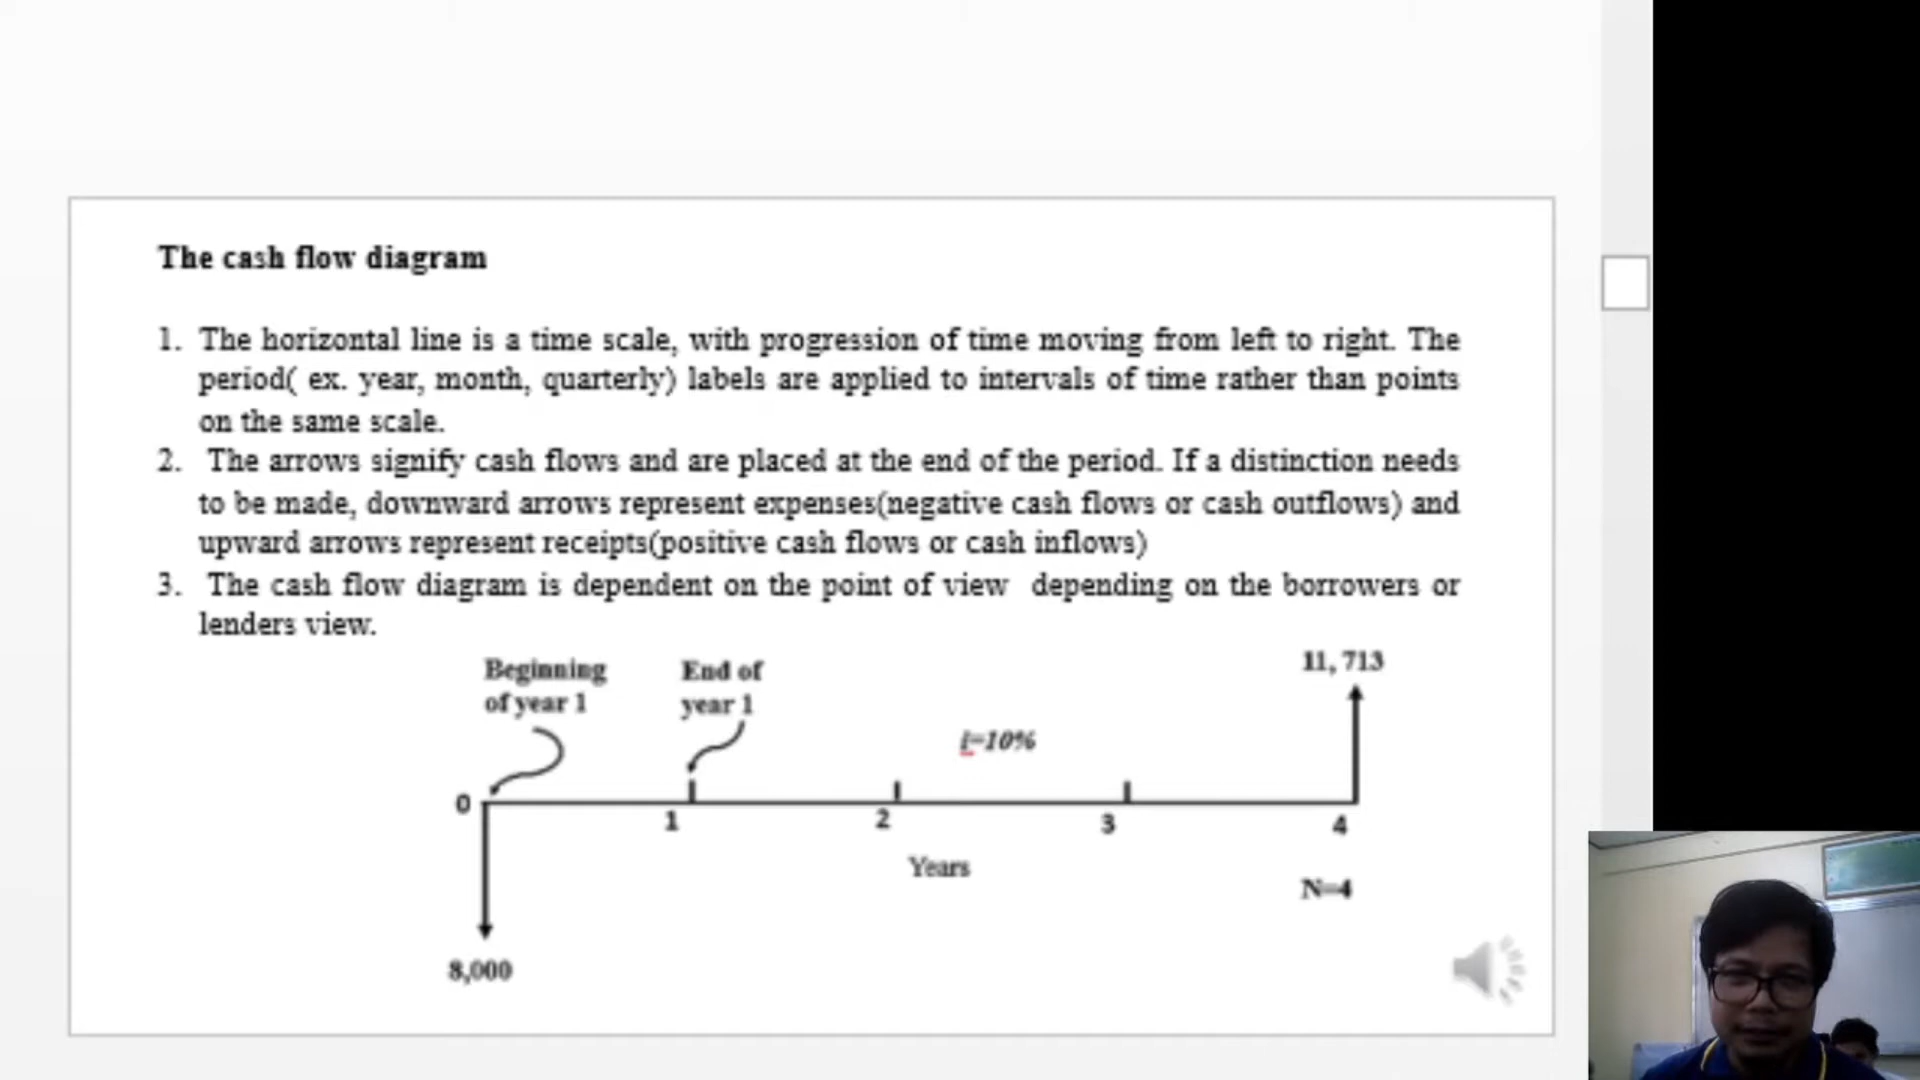 The cash flow diagram
1. The horizontal line is a time scale, with progression of time moving from left to right. The
period( ex. year, month, quarterly) labels are applied to intervals of time rather than points
on the same scale.
2. The arrows signify cash flows and are placed at the end of the period. If a distinction needs
to be made, downward arrows represent expenses(negative cash flows or cash outflows) and
upward arrows represent receipts(positive cash flows or cash inflows)
3. The cash flow diagram is dependent on the point of view depending on the borrowers or
lenders view.
Beginning
of year 1
End of
year 1
11, 713
i=10%
0
1
2
3
4
Years
N=4
8,000